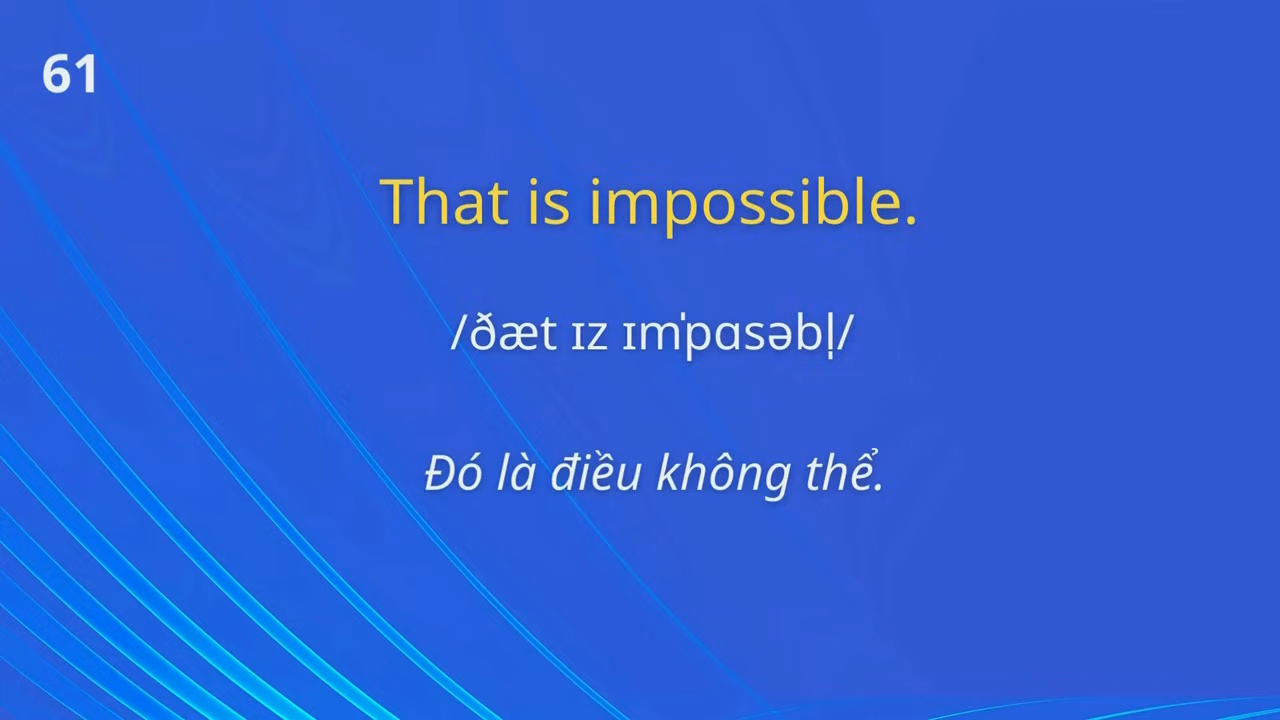 61
That is impossible.
/ðæt ɪz ɪmˈpɑsəbl̩/
Đó là điều không thể.